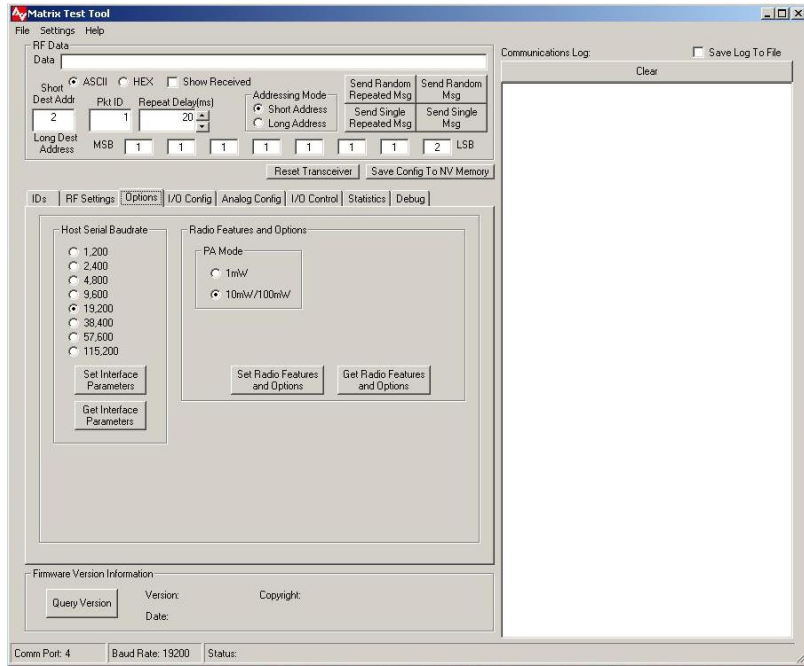 Matrix Test Tool
File Settings Help
RF Data
Data
Communications Log:
Save Log To File
Clear
ASCII HEX Show Received
Short Dest Addr
Pkt ID
Repeat Delay(ms)
2
1
20
Addressing Mode
Short Address
Long Address
Send Random Repeated Msg
Send Random Msg
Send Single Repeated Msg
Send Single Msg
Long Dest Address
MSB 1 1 1 1 1 1 1 2 LSB
Reset Transceiver
Save Config To NV Memory
IDs RF Settings Options I/O Config Analog Config I/O Control Statistics Debug
Host Serial Baudrate
1,200
2,400
4,800
9,600
19,200
38,400
57,600
115,200
Set Interface Parameters
Get Interface Parameters
Radio Features and Options
PA Mode
1mW
10mW/100mW
Set Radio Features and Options
Get Radio Features and Options
Firmware Version Information
Query Version
Version:
Copyright:
Date:
Comm Port: 4
Baud Rate: 19200
Status: